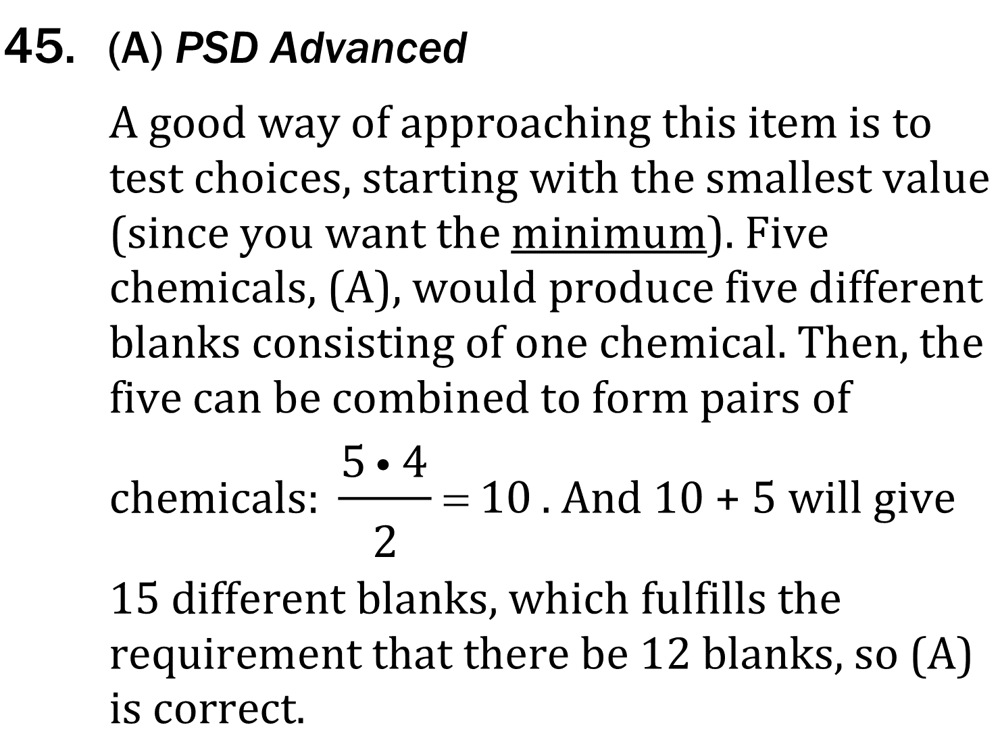 45. (A) PSD Advanced
A good way of approaching this item is to
test choices, starting with the smallest value
(since you want the minimum). Five
chemicals, (A), would produce five different
blanks consisting of one chemical. Then, the
five can be combined to form pairs of
chemicals: 5 • 4 / 2 = 10 . And 10 + 5 will give
15 different blanks, which fulfills the
requirement that there be 12 blanks, so (A)
is correct.